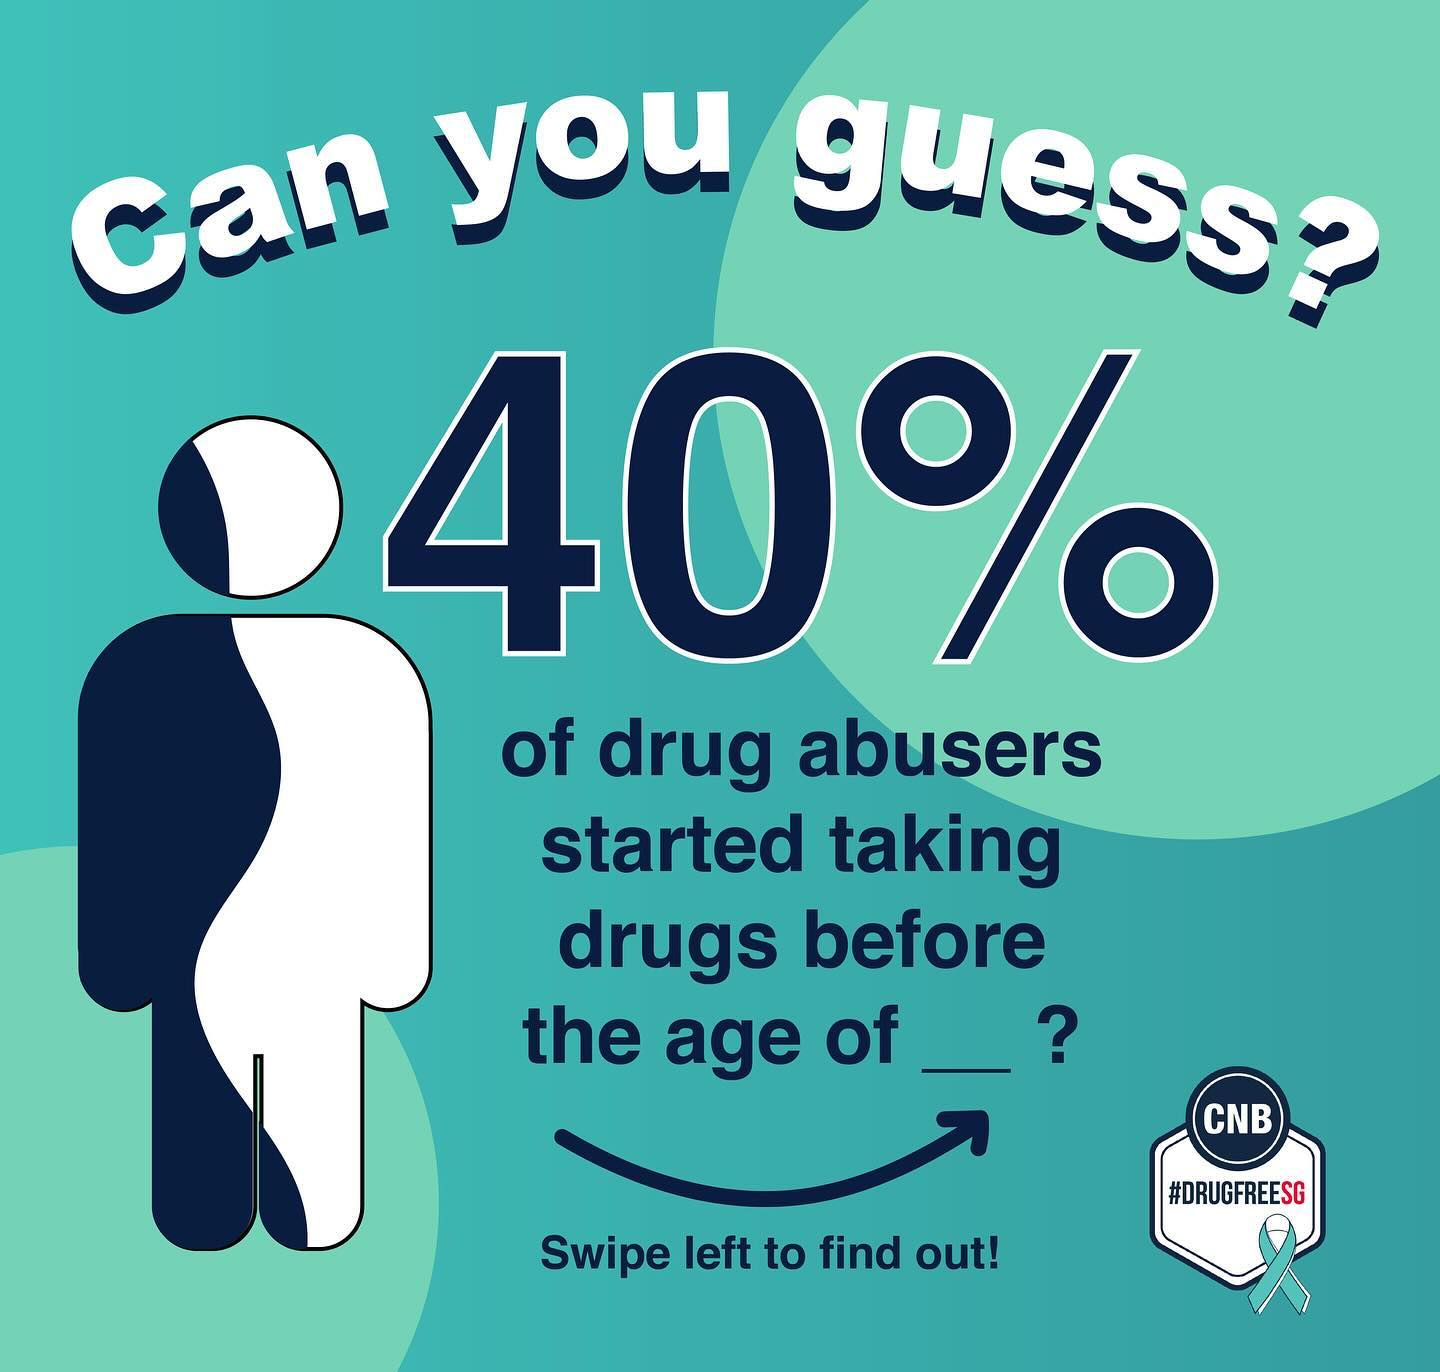 Can you guess?
40%
of drug abusers
started taking
drugs before
the age of __ ?
Swipe left to find out!
CNB
#DRUGFREESG